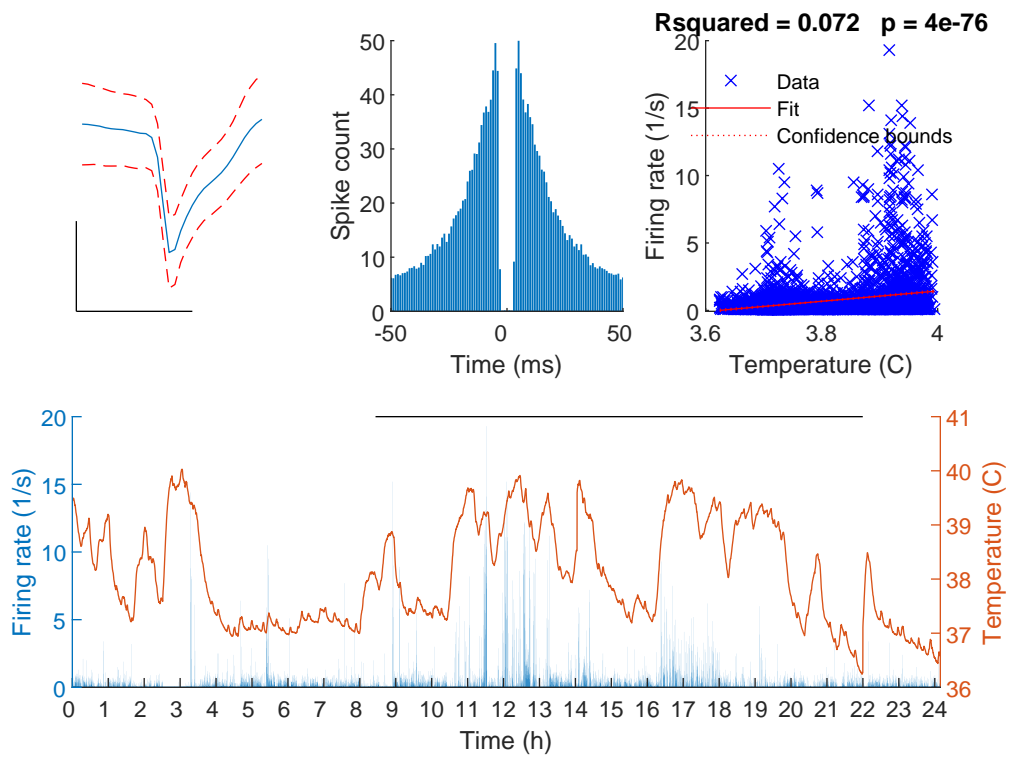 Rsquared = 0.072 p = 4e-76
50
40
30
20
10
0
Spike count
-50
0
50
Time (ms)
20
15
10
5
0
Firing rate (1/s)
Data
Fit
Confidence bounds
3.6
3.8
4
Temperature (C)
20
15
10
5
0
Firing rate (1/s)
41
40
39
38
37
36
Temperature (C)
0 1 2 3 4 5 6 7 8 9 10 11 12 13 14 15 16 17 18 19 20 21 22 23 24
Time (h)